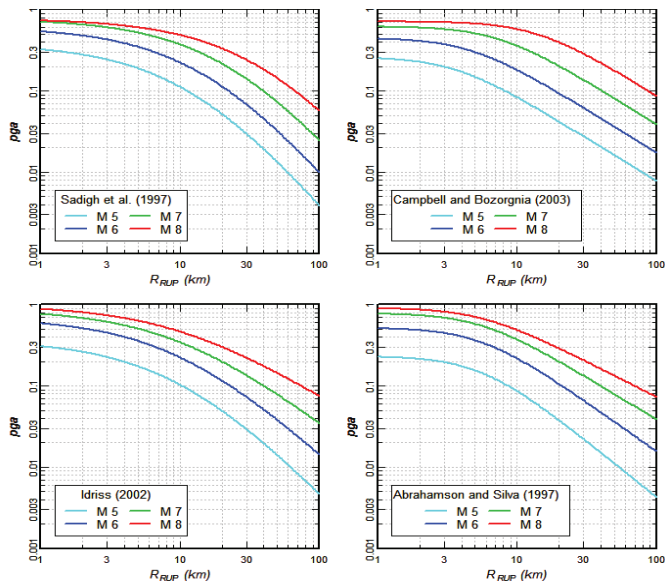 1
0.3
0.1
0.03
0.01
0.003
0.001
pga
Sadigh et al. (1997)
M 5 M 7
M 6 M 8
1 3 10 30 100
RRUP (km)
1
0.3
0.1
0.03
0.01
0.003
0.001
pga
Campbell and Bozorgnia (2003)
M 5 M 7
M 6 M 8
1 3 10 30 100
RRUP (km)
1
0.3
0.1
0.03
0.01
0.003
0.001
pga
Idriss (2002)
M 5 M 7
M 6 M 8
1 3 10 30 100
RRUP (km)
1
0.3
0.1
0.03
0.01
0.003
0.001
pga
Abrahamson and Silva (1997)
M 5 M 7
M 6 M 8
1 3 10 30 100
RRUP (km)